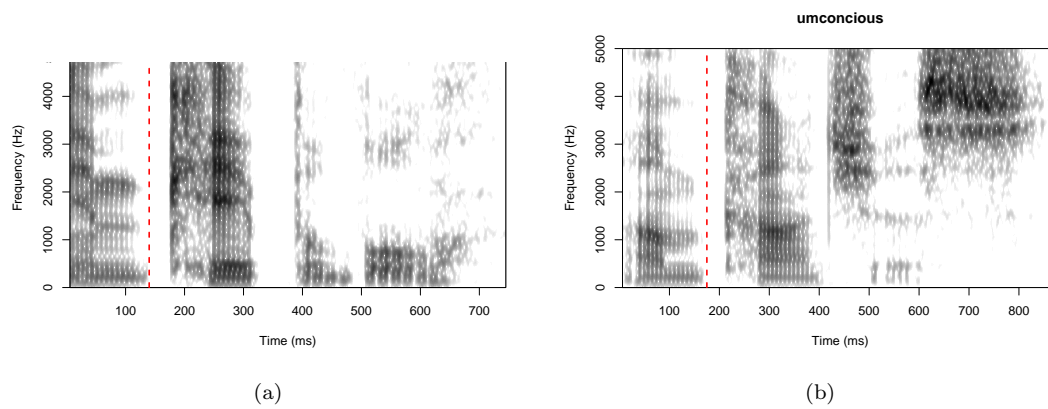 umconcious
Frequency (Hz)
0 1000 2000 3000 4000
100 200 300 400 500 600 700
Time (ms)
(a)
Frequency (Hz)
0 1000 2000 3000 4000 5000
100 200 300 400 500 600 700 800
Time (ms)
(b)